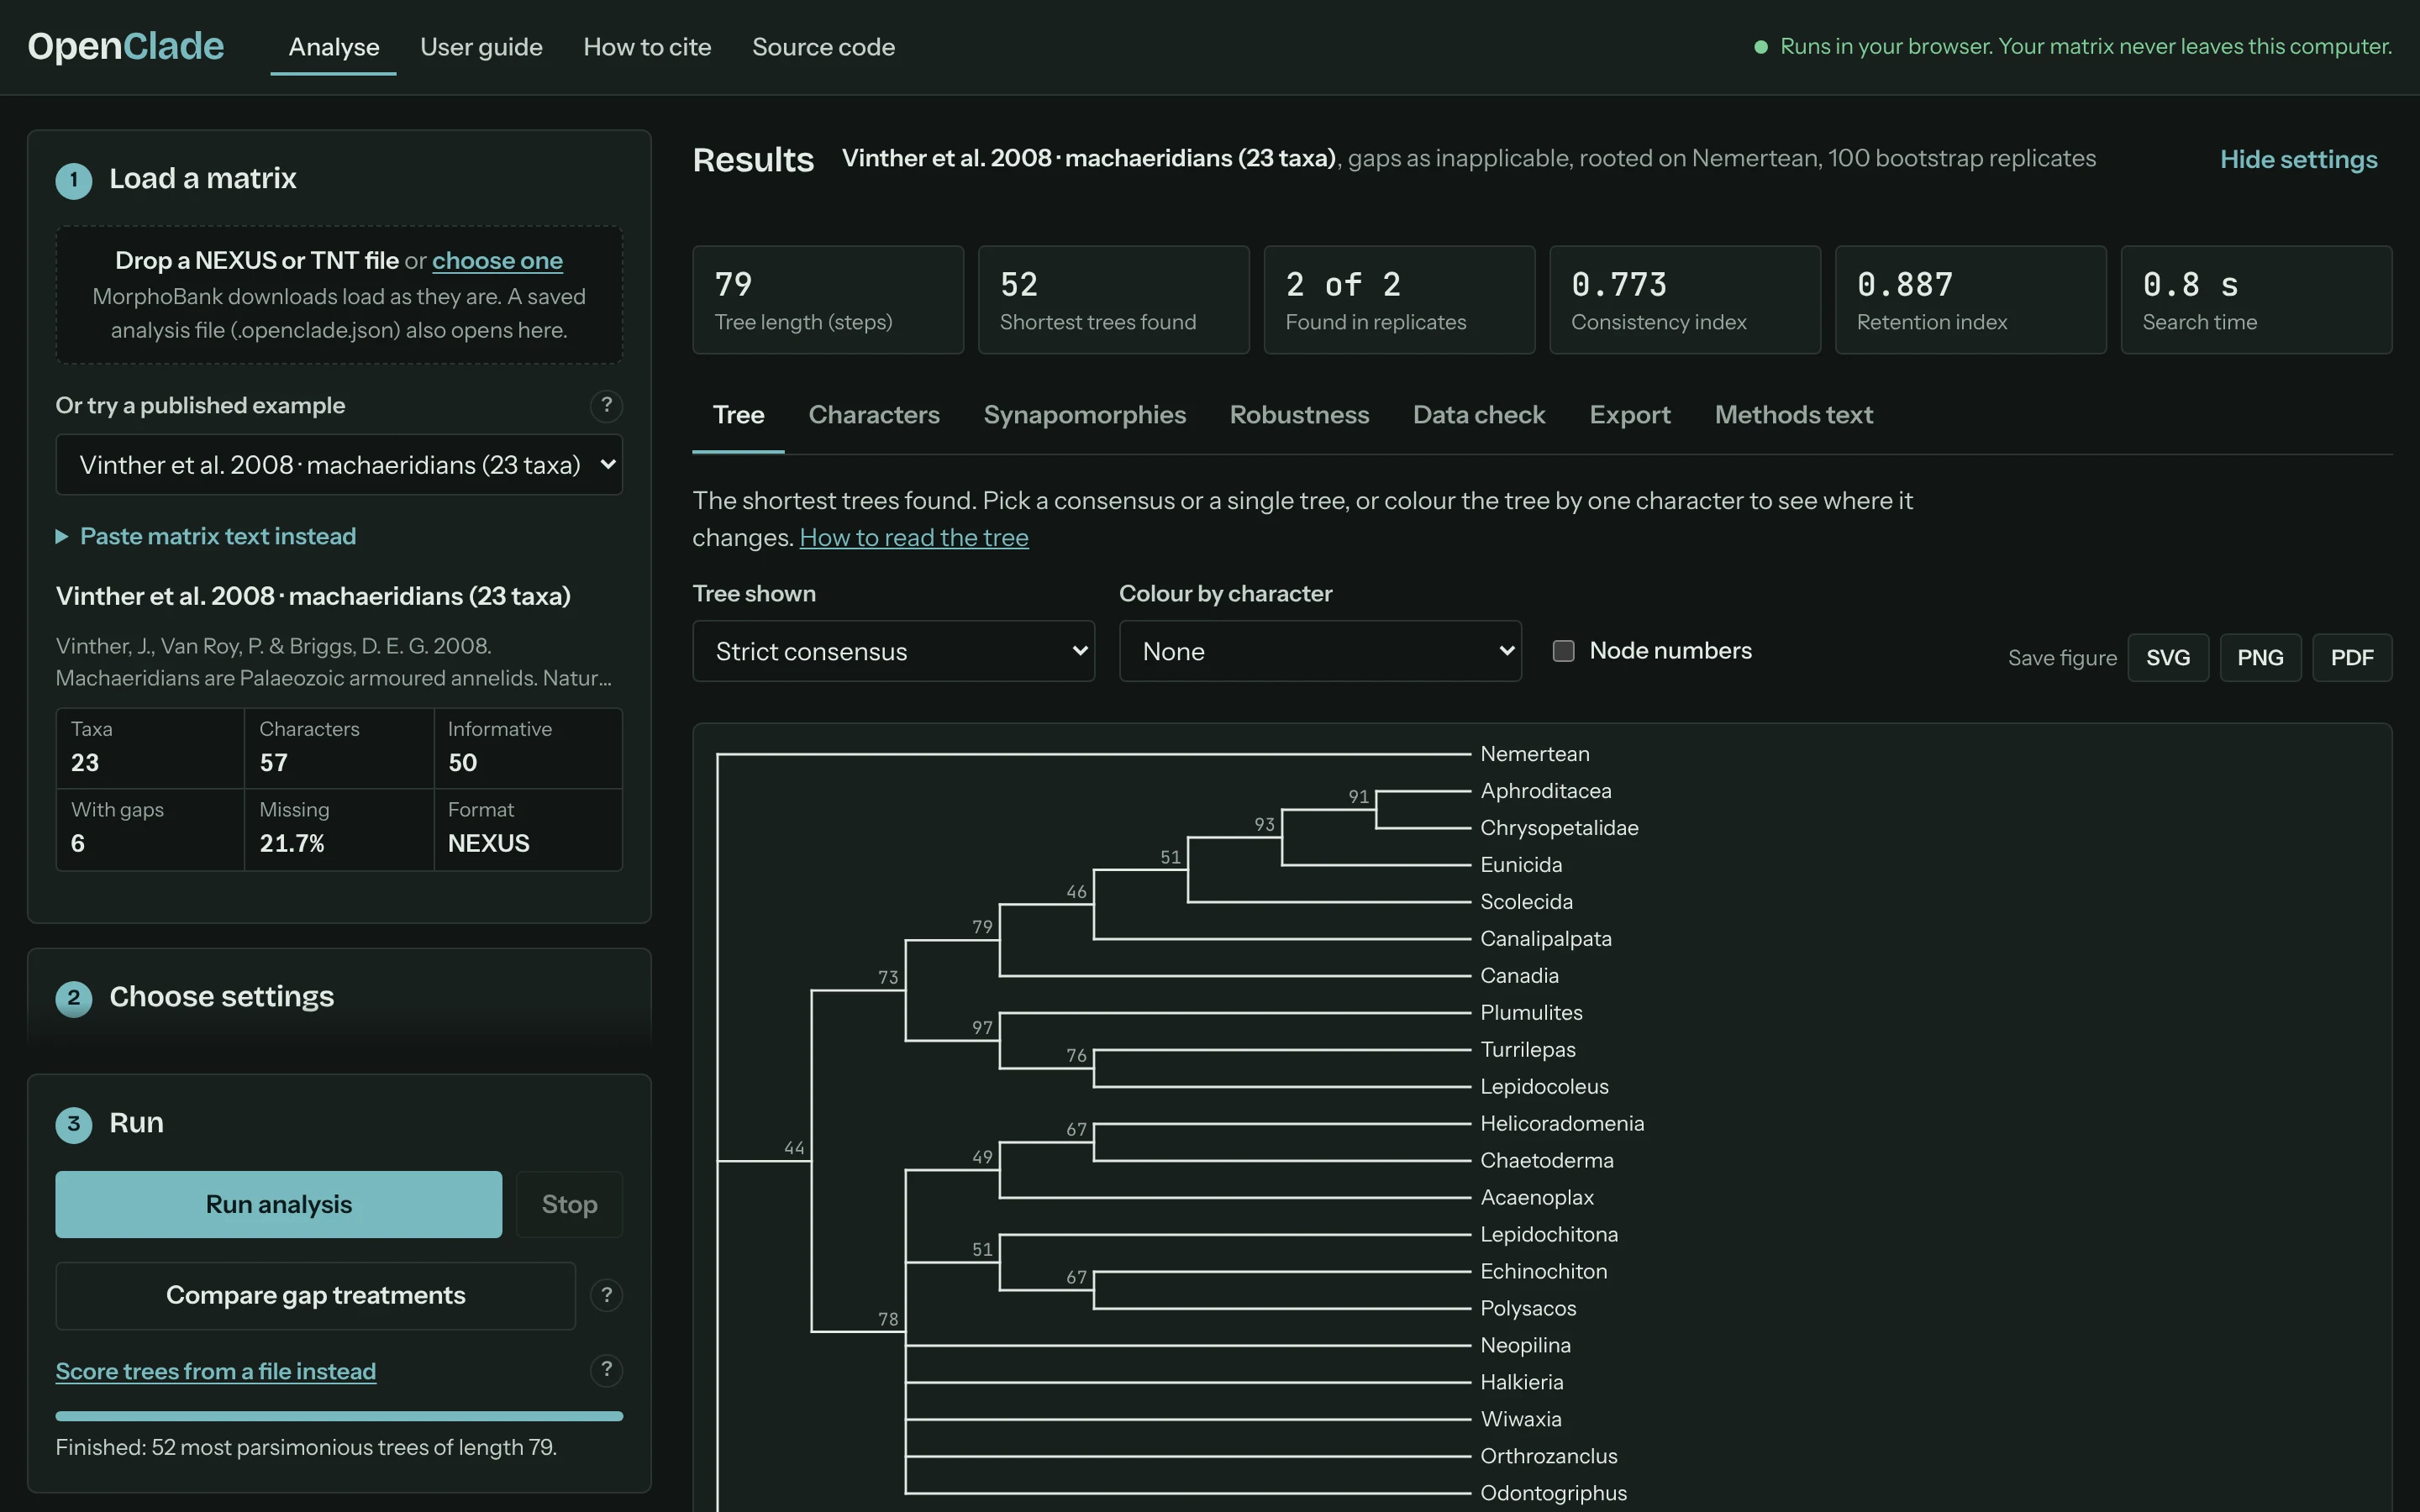 OpenClade
Analyse
User guide
How to cite
Source code
Runs in your browser. Your matrix never leaves this computer.
1
Load a matrix
Drop a NEXUS or TNT file or choose one
MorphoBank downloads load as they are. A saved
analysis file (.openclade.json) also opens here.
Or try a published example
?
Vinther et al. 2008 · machaeridians (23 taxa)
Paste matrix text instead
Vinther et al. 2008 · machaeridians (23 taxa)
Vinther, J., Van Roy, P. & Briggs, D. E. G. 2008.
Machaeridians are Palaeozoic armoured annelids. Natur...
Taxa
23
Characters
57
Informative
50
With gaps
6
Missing
21.7%
Format
NEXUS
2
Choose settings
3
Run
Run analysis
Stop
Compare gap treatments
?
Score trees from a file instead
?
Finished: 52 most parsimonious trees of length 79.
Results
Vinther et al. 2008 · machaeridians (23 taxa), gaps as inapplicable, rooted on Nemertean, 100 bootstrap replicates
Hide settings
79
Tree length (steps)
52
Shortest trees found
2 of 2
Found in replicates
0.773
Consistency index
0.887
Retention index
0.8 s
Search time
Tree
Characters
Synapomorphies
Robustness
Data check
Export
Methods text
The shortest trees found. Pick a consensus or a single tree, or colour the tree by one character to see where it
changes. How to read the tree
Tree shown
Strict consensus
Colour by character
None
Node numbers
Save figure
SVG
PNG
PDF
Nemertean
91
Aphroditacea
Chrysopetalidae
93
Eunicida
51
Scolecida
46
Canalipalpata
79
Canadia
73
Plumulites
97
Turrilepas
76
Lepidocoleus
Helicoradomenia
67
Chaetoderma
49
Acaenoplax
44
Lepidochitona
51
Echinochiton
67
Polysacos
78
Neopilina
Halkieria
Wiwaxia
Orthrozanclus
Odontogriphus